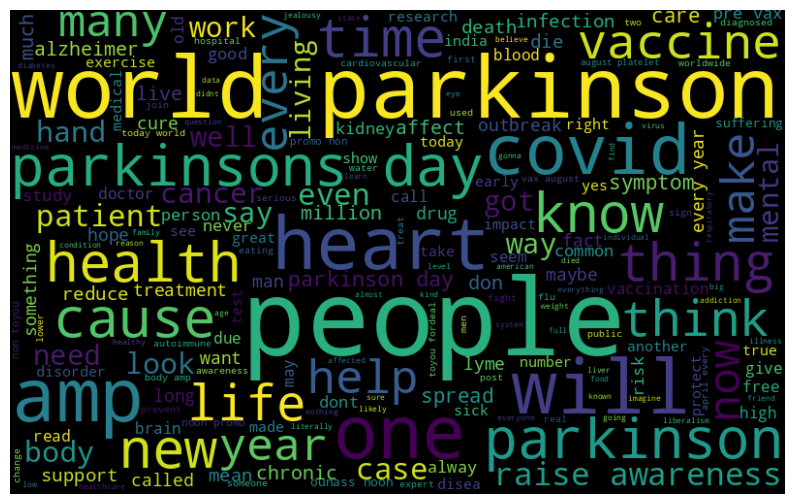 many
work
time
death
infection
care
pre vax
jealousy
state
research
two
diagnosed
much
old
hospital
alzheimer
exercise
good
india
die
vaccine
believe
every
living
cardiovascular
blood
first
august platelet
worldwide
world parkinson
diabetes
data
didnt
eye
medical
live
join
cure
used
virus
suffering
hand
today world
question
well
kidney
affect
outbreak
right
make
mental
medicine
promo non
today
covid
gonna
find
parkinsons day
show
water
learn
early
vax august
every year
study
doctor
cancer
serious
even
call
got
yes
symptom
sign
respiratory
patient
person
say
million
drug
know
hope
see
never
great
impact
way
fact
common
individual
condition
family
reason
eating
heart
treat
take
seem
died
something
health
man
parkinson day
don
maybe
vaccination
thing
reduce
treatment
test
level
american
everything
big
lower
cause
age
almost
kind
people
fight
flu
weight
addiction
think
non toyou
healthy
autoimmune
due
men
system
full
public
illness
need
look
want
affected
toyou fordeal
lyme
number
another
true
disorder
body amp
awareness
help
post
liver
food
risk
protect
april every
give
now
amp
long
prevent
life
may
sure
likely
dont
spread
sick
will
known
imagine
free
friend
high
brain
noon promo
nothing
everyone
real
going
liberalism
read
new
year
made
literally
one
parkinson
body
change
support
called
mean
chronic
case
alway
raise awareness
low
healthcare
someone
ounass noon
expert
disea